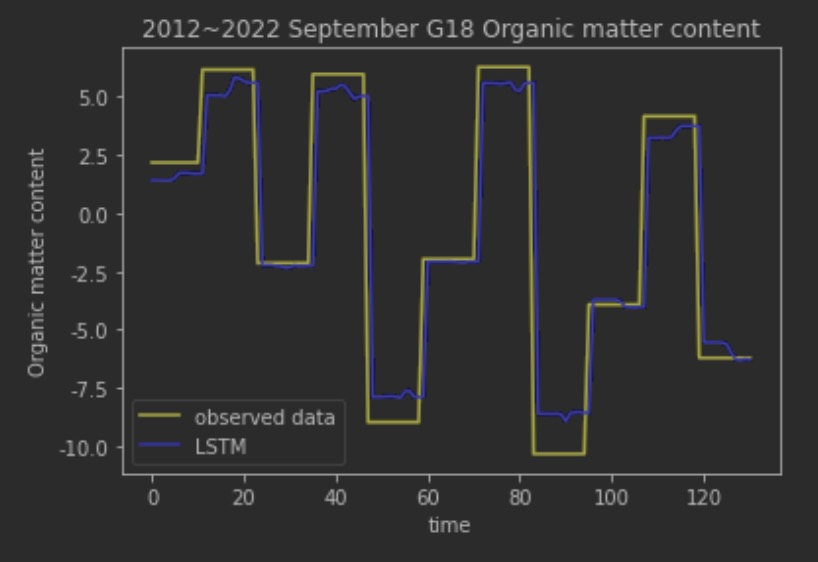 2012~2022 September G18 Organic matter content
Organic matter content
5.0
2.5
0.0
-2.5
-5.0
-7.5
-10.0
observed data
LSTM
0 20 40 60 80 100 120
time